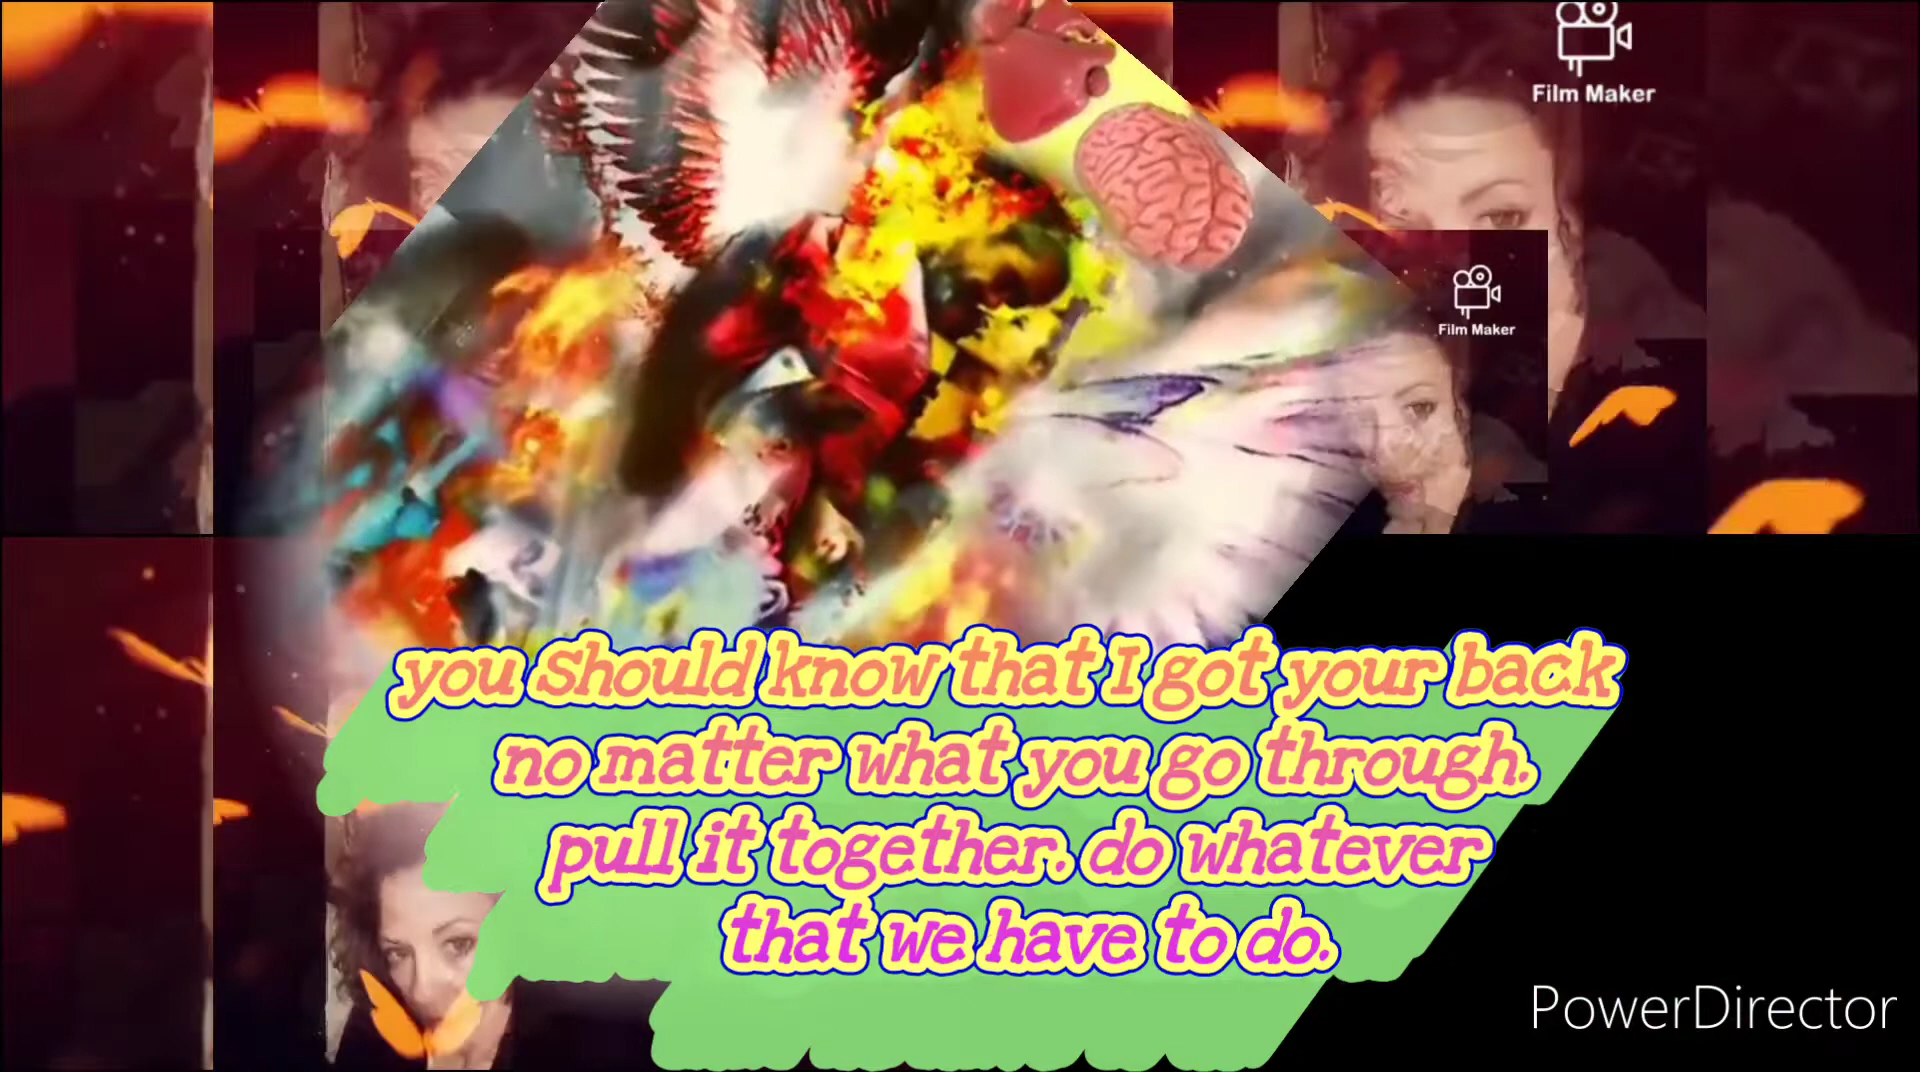 Film Maker
Film Maker
you should know that I got your back
no matter what you go through.
pull it together. do whatever
that we have to do.
PowerDirector